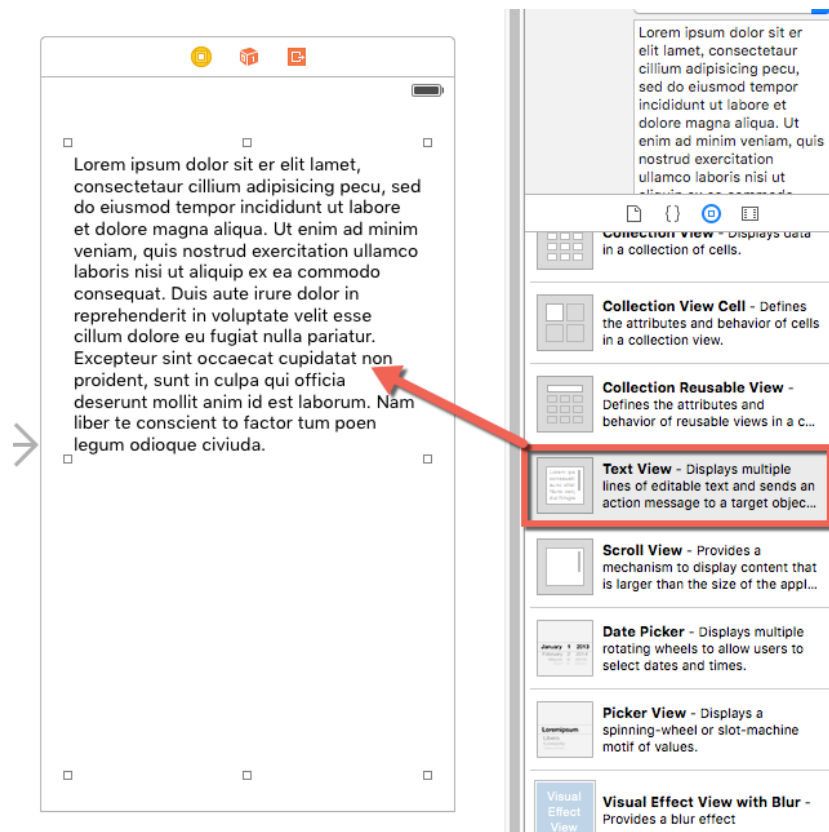 Lorem ipsum dolor sit er elit lamet,
consectetaur cillium adipisicing pecu, sed
do eiusmod tempor incididunt ut labore
et dolore magna aliqua. Ut enim ad minim
veniam, quis nostrud exercitation ullamco
laboris nisi ut aliquip ex ea commodo
consequat. Duis aute irure dolor in
reprehenderit in voluptate velit esse
cillum dolore eu fugiat nulla pariatur.
Excepteur sint occaecat cupidatat non
proident, sunt in culpa qui officia
deserunt mollit anim id est laborum. Nam
liber te conscient to factor tum poen
legum odioque civiuda.
Lorem ipsum dolor sit er
elit lamet, consectetaur
cillium adipisicing pecu,
sed do eiusmod tempor
incididunt ut labore et
dolore magna aliqua. Ut
enim ad minim veniam, quis
nostrud exercitation
ullamco laboris nisi ut
aliquip ex ea commodo
{}
Collection View - Displays data
in a collection of cells.
Collection View Cell - Defines
the attributes and behavior of cells
in a collection view.
Collection Reusable View -
Defines the attributes and
behavior of reusable views in a c...
Text View - Displays multiple
lines of editable text and sends an
action message to a target objec...
Scroll View - Provides a
mechanism to display content that
is larger than the size of the appl...
January 1 2013
Date Picker - Displays multiple
rotating wheels to allow users to
select dates and times.
Loremipsum
Picker View - Displays a
spinning-wheel or slot-machine
motif of values.
Visual
Effect
View
Visual Effect View with Blur -
Provides a blur effect